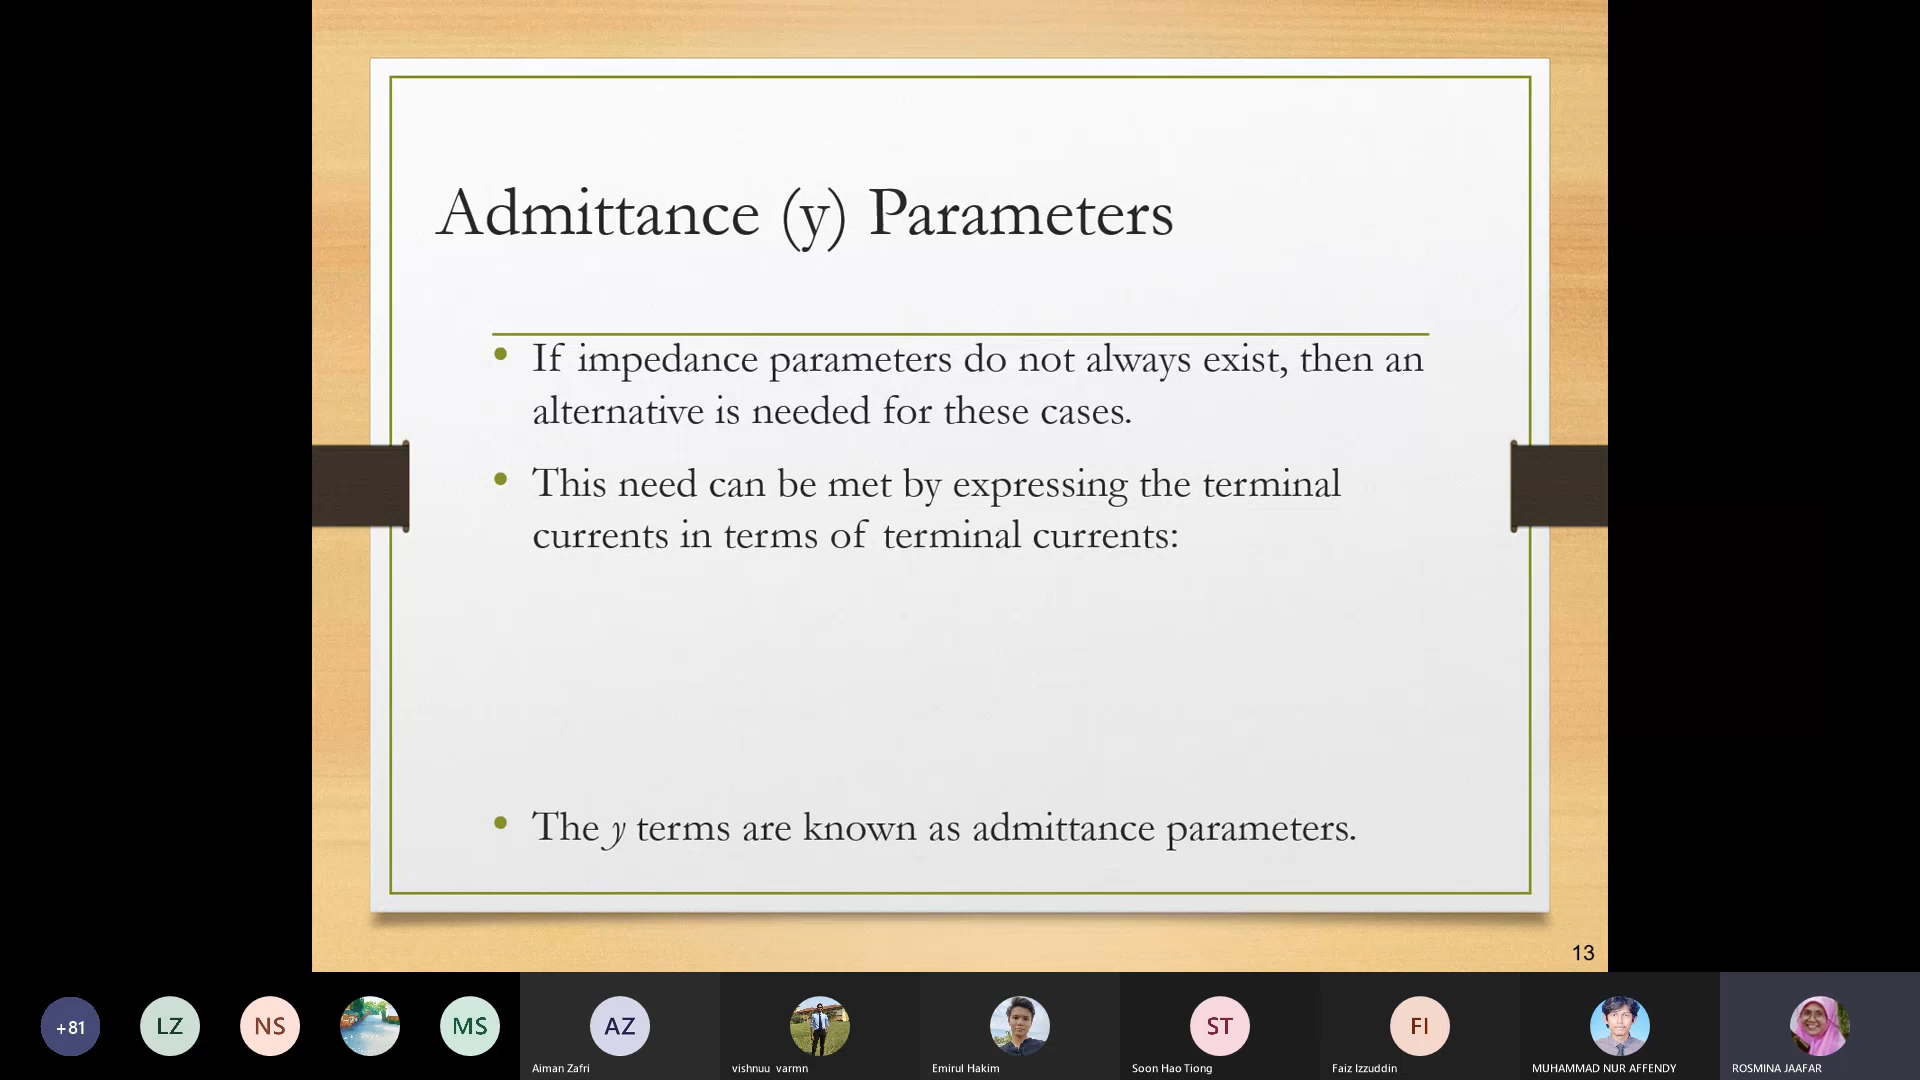 Admittance (y) Parameters
• If impedance parameters do not always exist, then an
alternative is needed for these cases.
• This need can be met by expressing the terminal
currents in terms of terminal currents:
• The y terms are known as admittance parameters.
13
+81
LZ
NS
MS
AZ
ST
FI
Aiman Zafri
vishnuu varmn
Emirul Hakim
Soon Hao Tiong
Faiz Izzuddin
MUHAMMAD NUR AFFENDY
ROSMINA JAAFAR